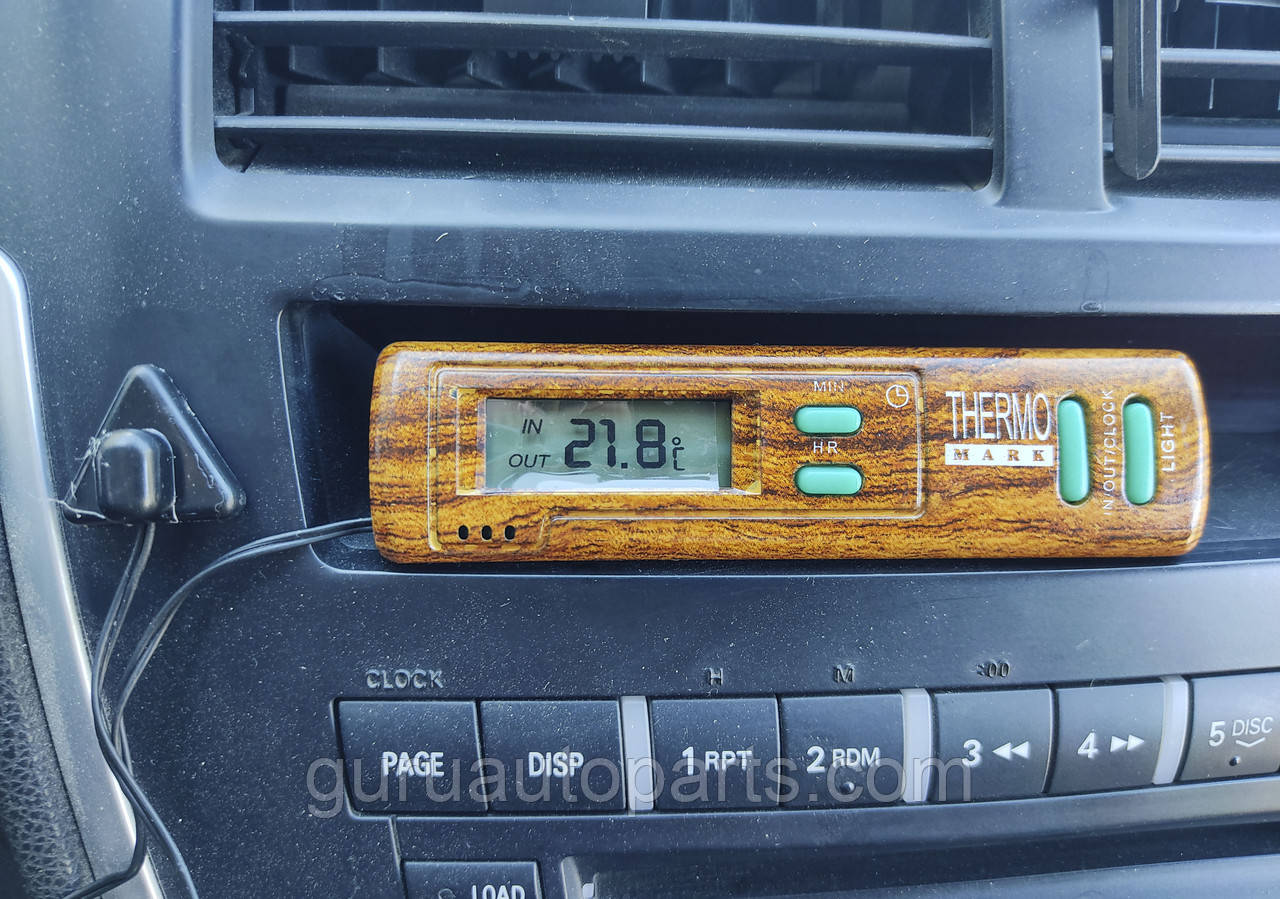 MIN
HR
IN
OUT
21.8°C
THERMO
MARK
IN/OUT/CLOCK
LIGHT
CLOCK
H
M
:00
PAGE
DISP
1 RPT
2 RDM
3
4
5 DISC
LOAD
guruautoparts.com